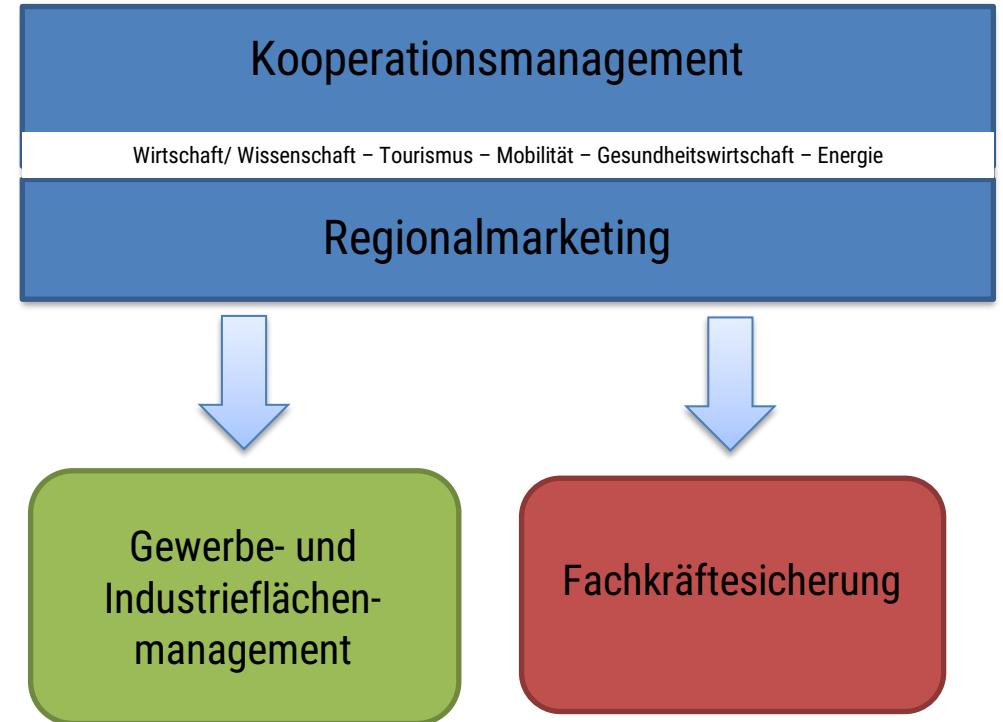 Kooperationsmanagement
Wirtschaft/ Wissenschaft – Tourismus – Mobilität – Gesundheitswirtschaft – Energie
Regionalmarketing
Gewerbe- und
Industrieflächen-
management
Fachkräftesicherung